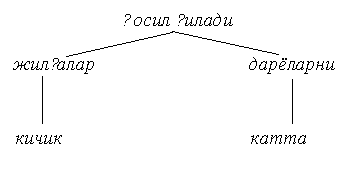 ?осил ?илади
жил?алар дарёларни
кичик катта